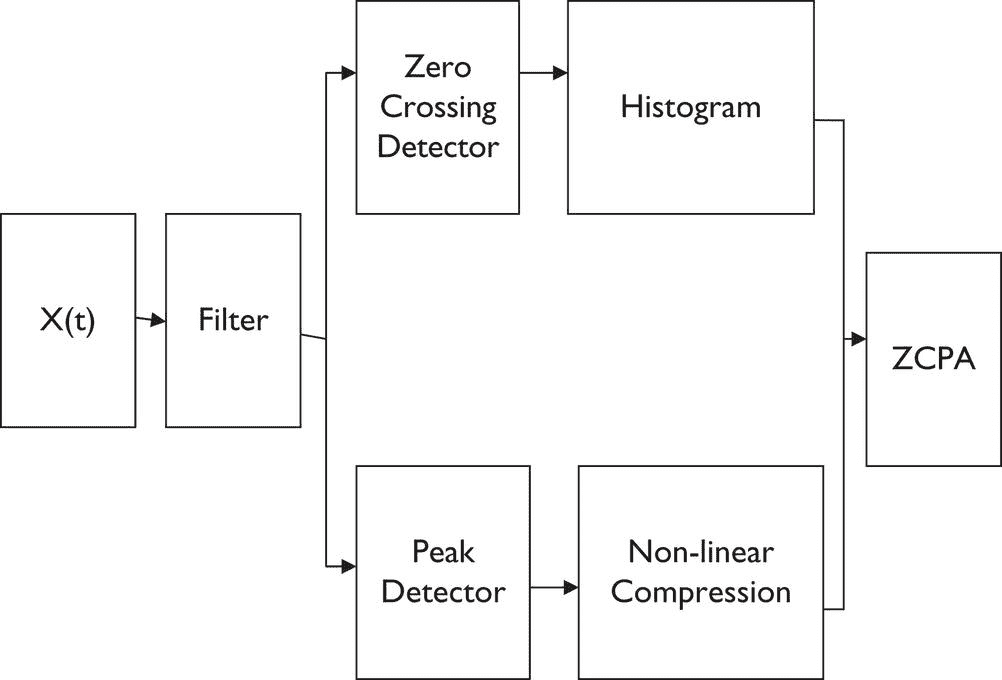 X(t)
Filter
Zero
Crossing
Detector
Histogram
Peak
Detector
Non-linear
Compression
ZCPA